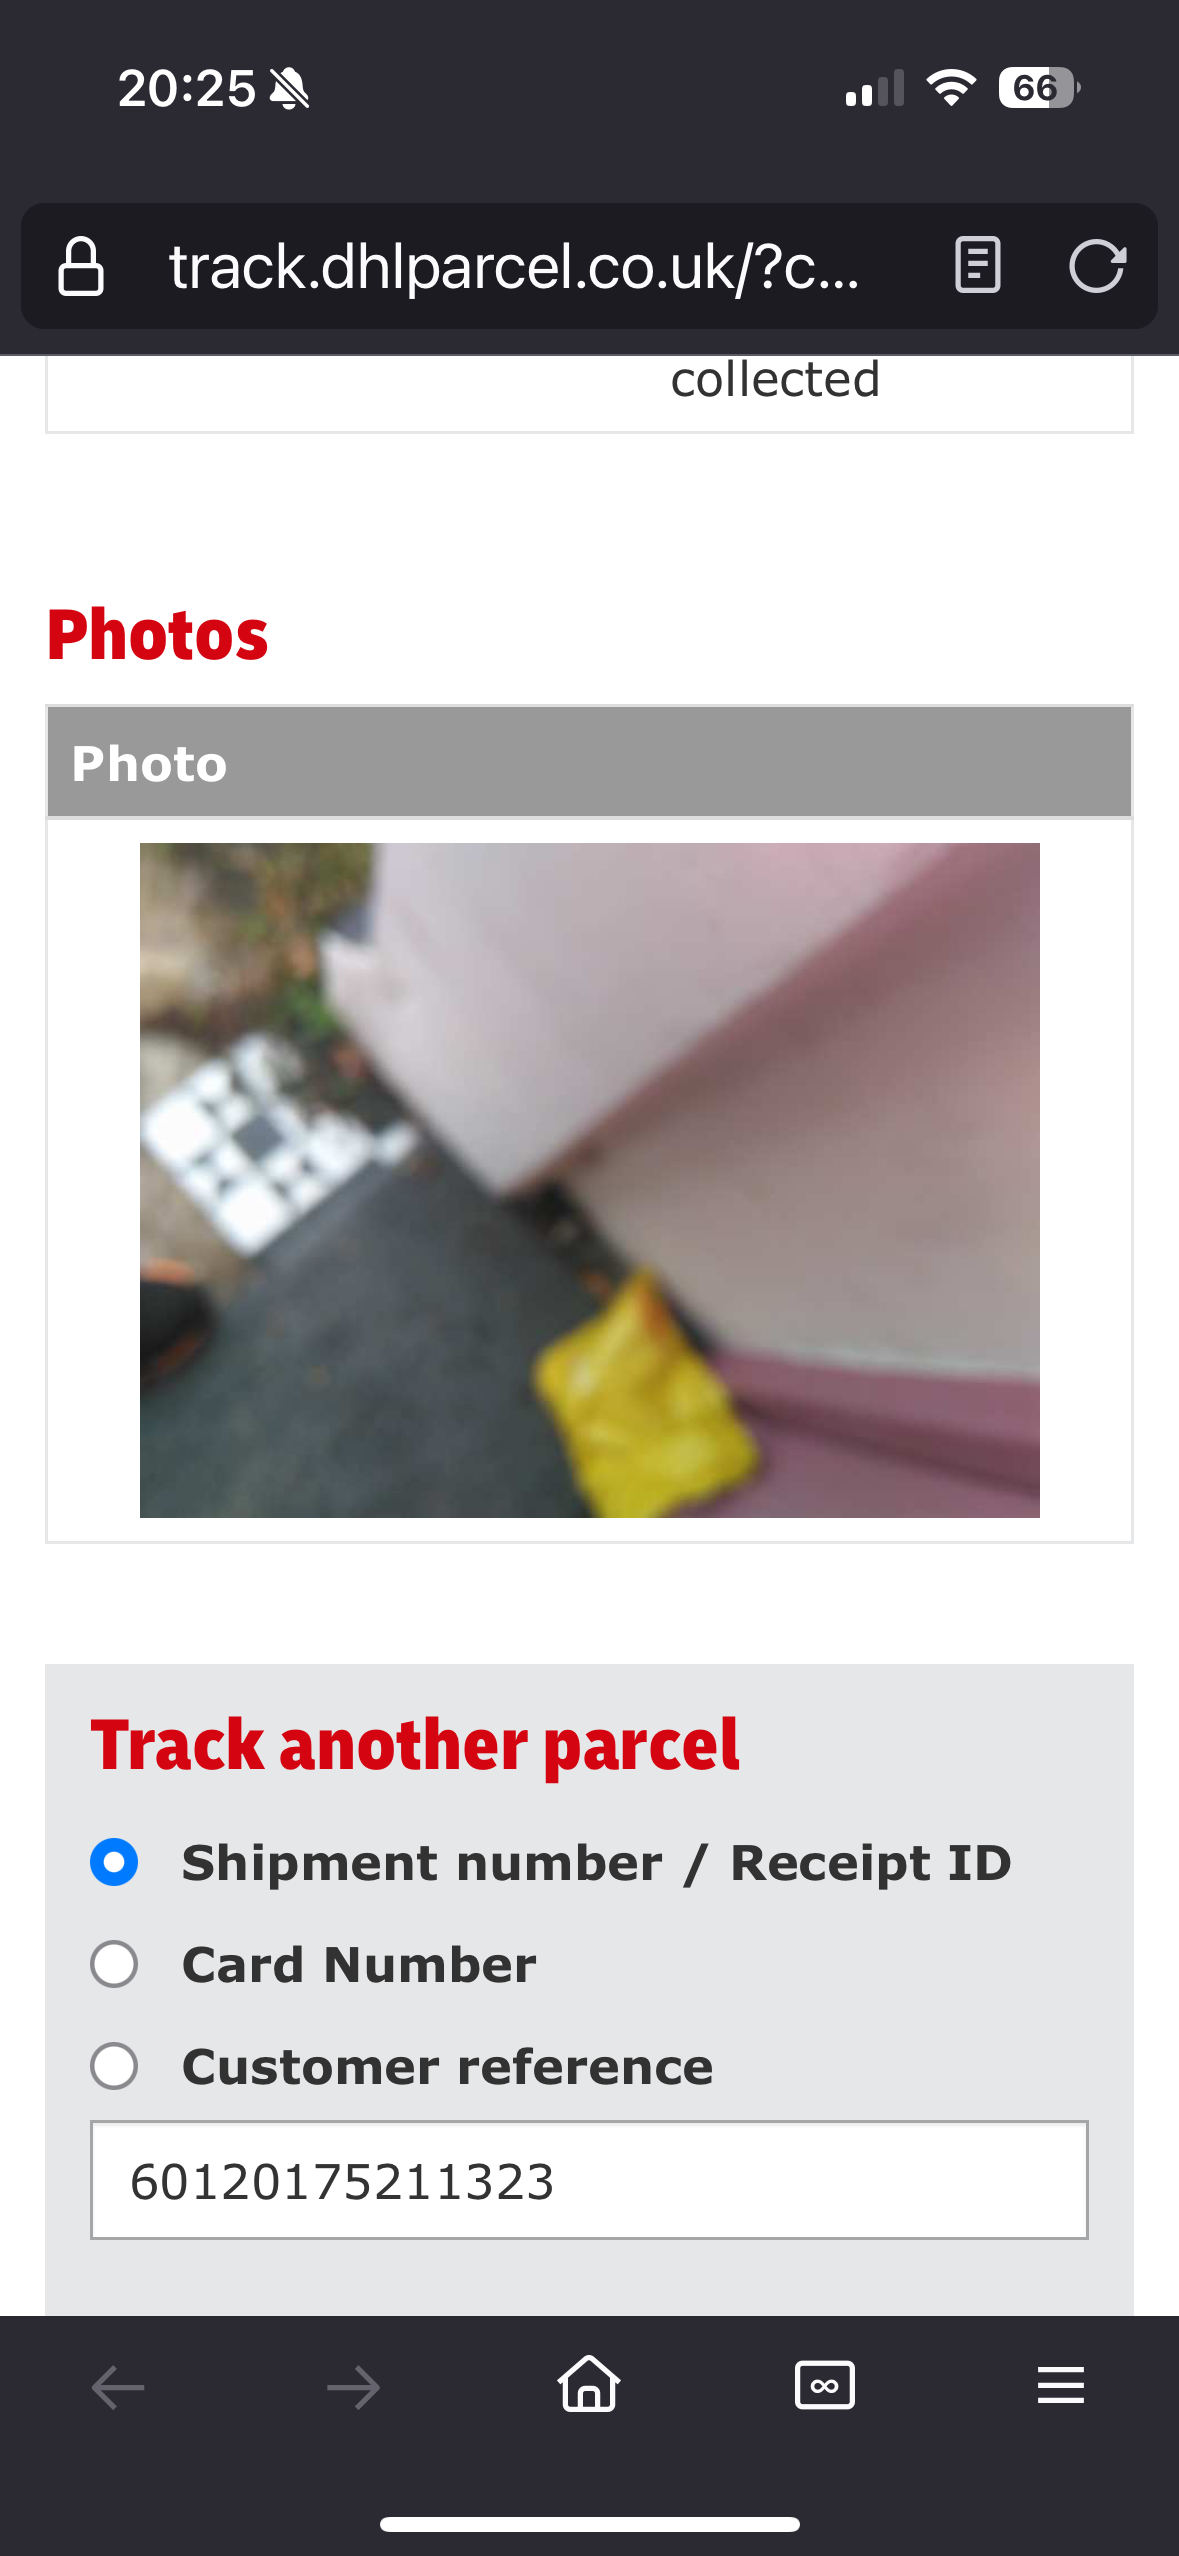 20:25
66
track.dhlparcel.co.uk/?c...
collected
Photos
Photo
Track another parcel
Shipment number / Receipt ID
Card Number
Customer reference
60120175211323